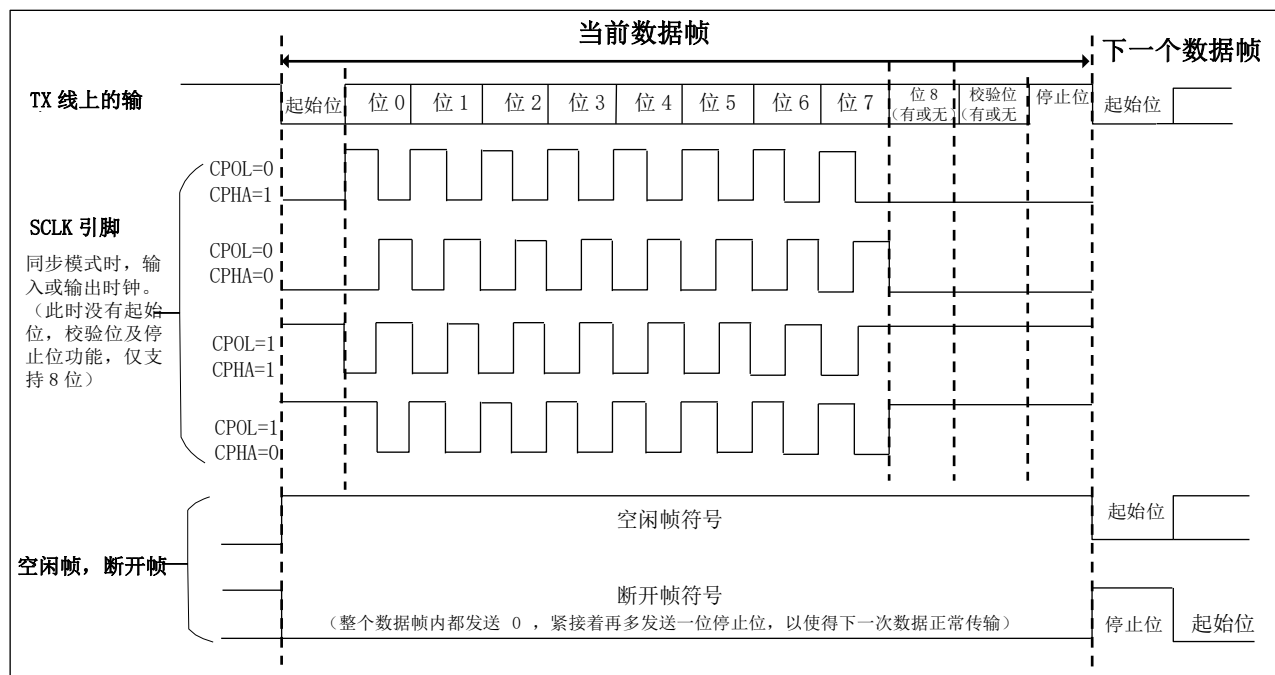 当前数据帧
下一个数据帧
TX 线上的输
起始位
位 0
位 1
位 2
位 3
位 4
位 5
位 6
位 7
位 8
(有或无)
校验位
(有或无
停止位
起始位
CPOL=0
CPHA=1
SCLK 引脚
同步模式时，输
入或输出时钟。
（此时没有起始
位，校验位及停
止位功能，仅支
持 8 位）
CPOL=0
CPHA=0
CPOL=1
CPHA=1
CPOL=1
CPHA=0
空闲帧，断开帧
空闲帧符号
起始位
断开帧符号
（整个数据帧内都发送 0 ，紧接着再多发送一位停止位，以使得下一次数据正常传输）
停止位
起始位